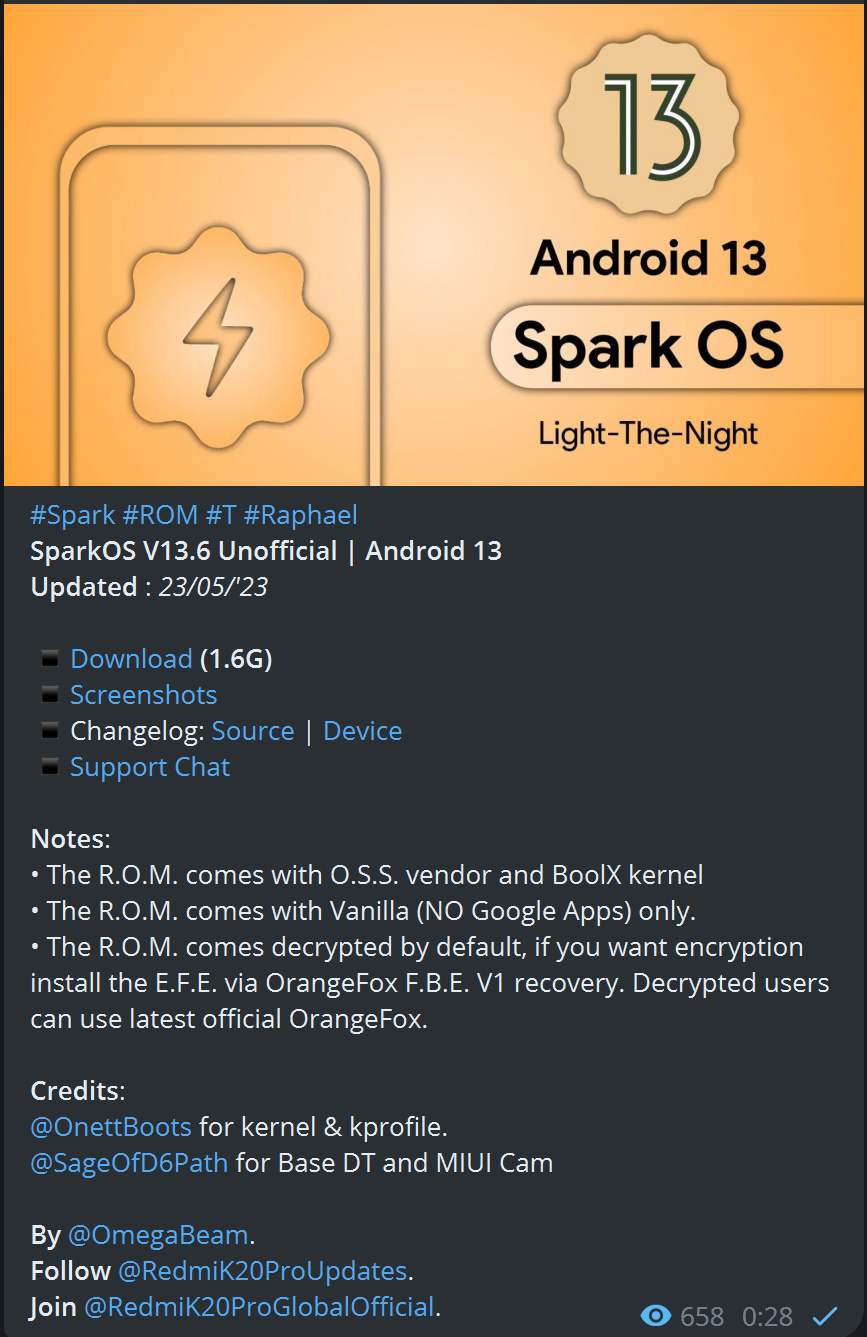 13
Android 13
Spark OS
Light-The-Night
#Spark #ROM #T #Raphael
SparkOS V13.6 Unofficial | Android 13
Updated : 23/05/'23
▪ Download (1.6G)
▪ Screenshots
▪ Changelog: Source | Device
▪ Support Chat
Notes:
• The R.O.M. comes with O.S.S. vendor and BoolX kernel
• The R.O.M. comes with Vanilla (NO Google Apps) only.
• The R.O.M. comes decrypted by default, if you want encryption
install the E.F.E. via OrangeFox F.B.E. V1 recovery. Decrypted users
can use latest official OrangeFox.
Credits:
@OnettBoots for kernel & kprofile.
@SageOfD6Path for Base DT and MIUI Cam
By @OmegaBeam.
Follow @RedmiK20ProUpdates.
Join @RedmiK20ProGlobalOfficial.
658 0:28